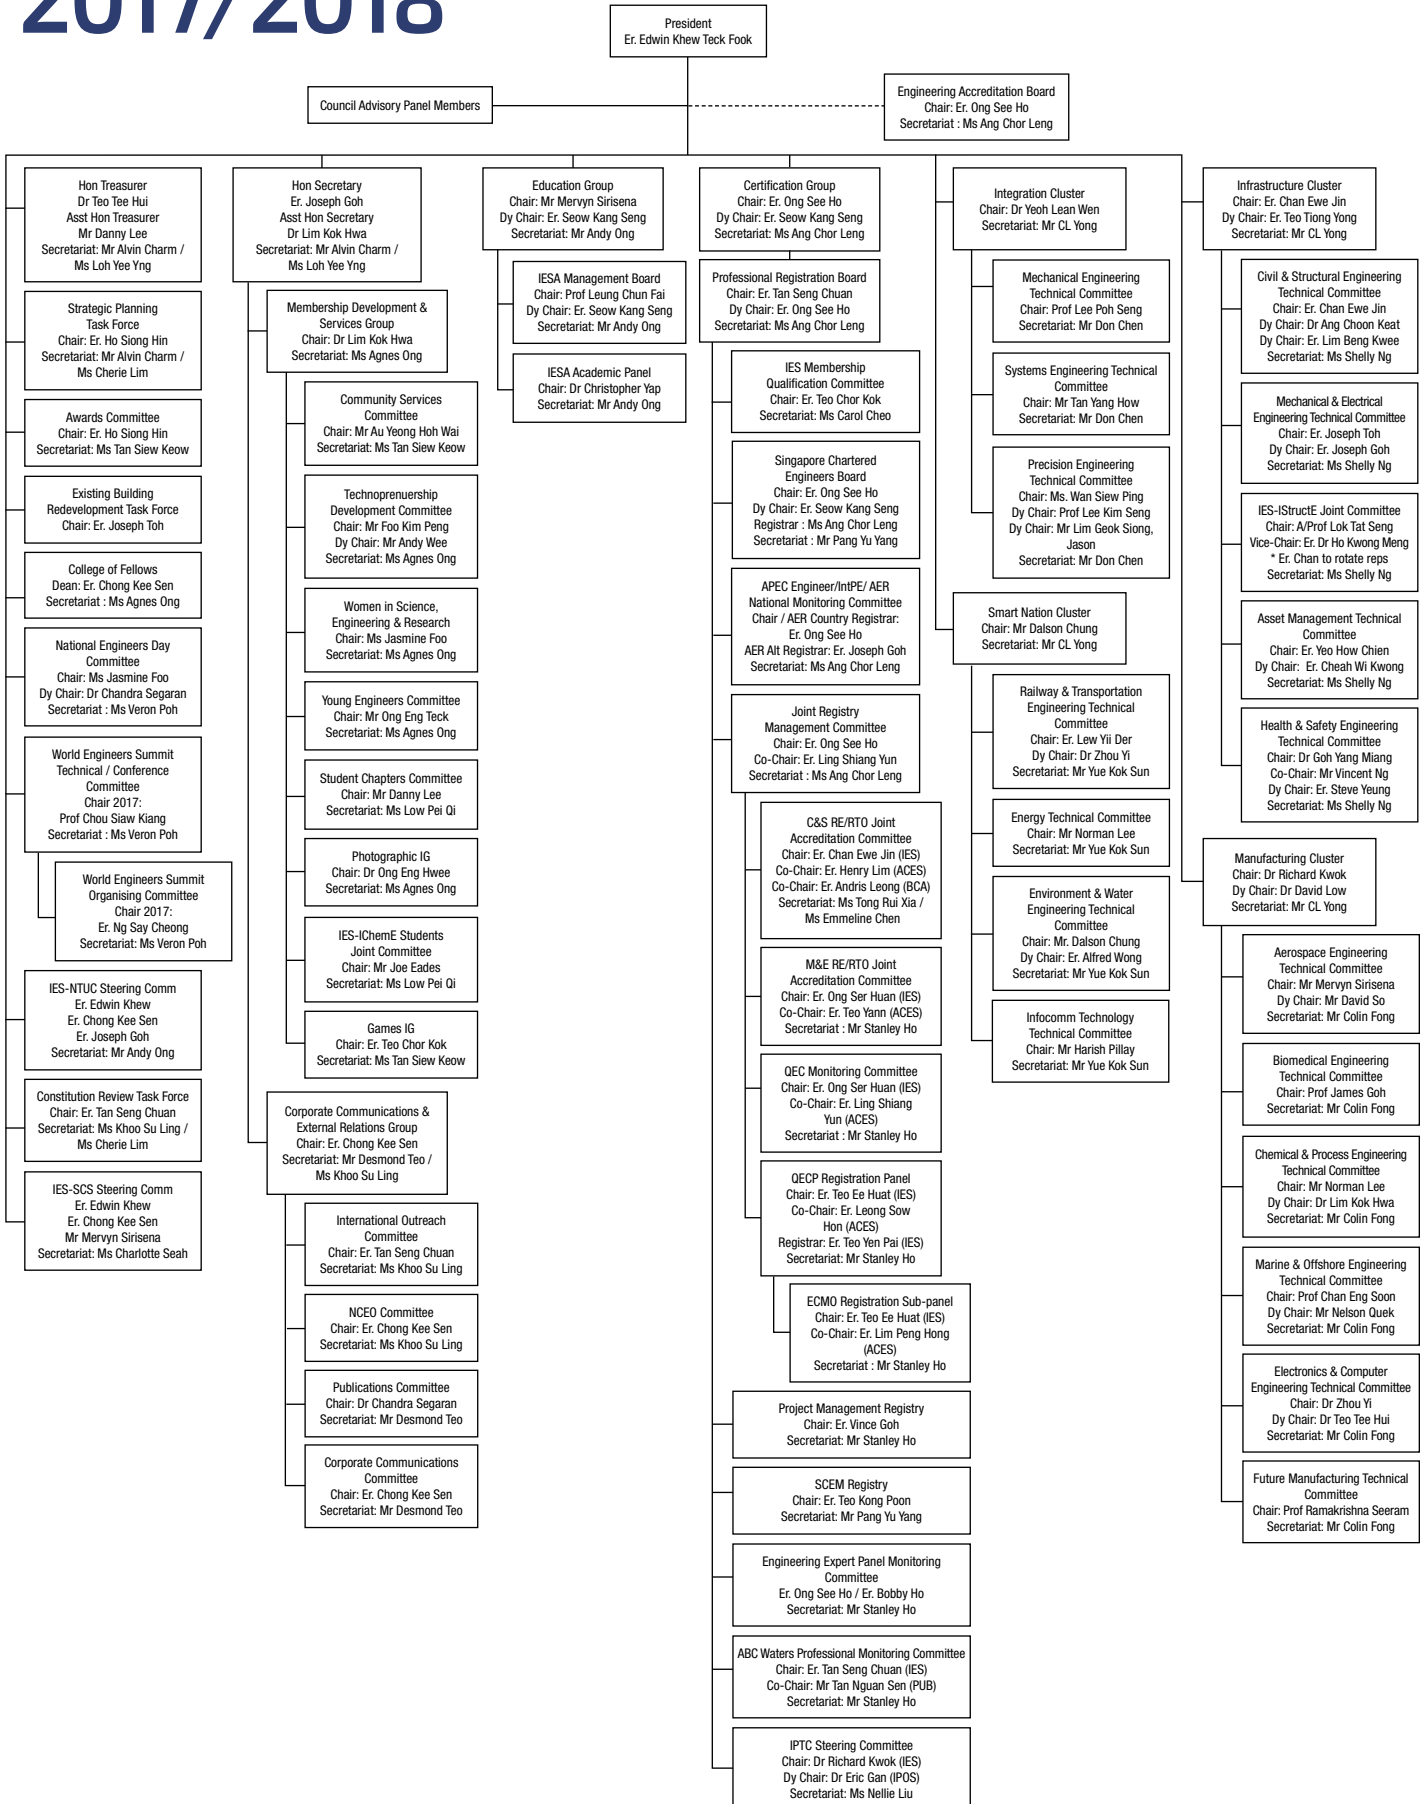 2017/2018
President
Er. Edwin Khew Teck Fook
Council Advisory Panel Members
Engineering Accreditation Board
Chair: Er. Ong See Ho
Secretariat : Ms Ang Chor Leng
Hon Treasurer
Dr Teo Tee Hui
Asst Hon Treasurer
Mr Danny Lee
Secretariat: Mr Alvin Charm /
Ms Loh Yee Yng
Strategic Planning
Task Force
Chair: Er. Ho Siong Hin
Secretariat: Mr Alvin Charm /
Ms Cherie Lim
Awards Committee
Chair: Er. Ho Siong Hin
Secretariat: Ms Tan Siew Keow
Existing Building
Redevelopment Task Force
Chair: Er. Joseph Toh
College of Fellows
Dean: Er. Chong Kee Sen
Secretariat : Ms Agnes Ong
National Engineers Day
Committee
Chair: Ms Jasmine Foo
Dy Chair: Dr Chandra Segaran
Secretariat : Ms Veron Poh
World Engineers Summit
Technical / Conference
Committee
Chair 2017:
Prof Chou Siaw Kiang
Secretariat : Ms Veron Poh
World Engineers Summit
Organising Committee
Chair 2017:
Er. Ng Say Cheong
Secretariat: Ms Veron Poh
IES-NTUC Steering Comm
Er. Edwin Khew
Er. Chong Kee Sen
Er. Joseph Goh
Secretariat: Mr Andy Ong
Constitution Review Task Force
Chair: Er. Tan Seng Chuan
Secretariat: Ms Khoo Su Ling /
Ms Cherie Lim
IES-SCS Steering Comm
Er. Edwin Khew
Er. Chong Kee Sen
Mr Mervyn Sirisena
Secretariat: Ms Charlotte Seah
Hon Secretary
Er. Joseph Goh
Asst Hon Secretary
Dr Lim Kok Hwa
Secretariat: Mr Alvin Charm /
Ms Loh Yee Yng
Membership Development &
Services Group
Chair: Dr Lim Kok Hwa
Secretariat: Ms Agnes Ong
Community Services
Committee
Chair: Mr Au Yeong Hoh Wai
Secretariat: Ms Tan Siew Keow
Technoprenuership
Development Committee
Chair: Mr Foo Kim Peng
Dy Chair: Mr Andy Wee
Secretariat: Ms Agnes Ong
Women in Science,
Engineering & Research
Chair: Ms Jasmine Foo
Secretariat: Ms Agnes Ong
Young Engineers Committee
Chair: Mr Ong Eng Teck
Secretariat: Ms Agnes Ong
Student Chapters Committee
Chair: Mr Danny Lee
Secretariat: Ms Low Pei Qi
Photographic IG
Chair: Dr Ong Eng Hwee
Secretariat: Ms Agnes Ong
IES-IChemE Students
Joint Committee
Chair: Mr Joe Eades
Secretariat: Ms Low Pei Qi
Games IG
Chair: Er. Teo Chor Kok
Secretariat: Ms Tan Siew Keow
Corporate Communications &
External Relations Group
Chair: Er. Chong Kee Sen
Secretariat: Mr Desmond Teo /
Ms Khoo Su Ling
International Outreach
Committee
Chair: Er. Tan Seng Chuan
Secretariat: Ms Khoo Su Ling
NCEO Committee
Chair: Er. Chong Kee Sen
Secretariat: Ms Khoo Su Ling
Publications Committee
Chair: Dr Chandra Segaran
Secretariat: Mr Desmond Teo
Corporate Communications
Committee
Chair: Er. Chong Kee Sen
Secretariat: Mr Desmond Teo
Education Group
Chair: Mr Mervyn Sirisena
Dy Chair: Er. Seow Kang Seng
Secretariat: Mr Andy Ong
IESA Management Board
Chair: Prof Leung Chun Fai
Dy Chair: Er. Seow Kang Seng
Secretariat: Mr Andy Ong
IESA Academic Panel
Chair: Dr Christopher Yap
Secretariat: Mr Andy Ong
Certification Group
Chair: Er. Ong See Ho
Dy Chair: Er. Seow Kang Seng
Secretariat: Ms Ang Chor Leng
Professional Registration Board
Chair: Er. Tan Seng Chuan
Dy Chair: Er. Ong See Ho
Secretariat: Ms Ang Chor Leng
IES Membership
Qualification Committee
Chair: Er. Teo Chor Kok
Secretariat: Ms Carol Cheo
Singapore Chartered
Engineers Board
Chair: Er. Ong See Ho
Dy Chair: Er. Seow Kang Seng
Registrar : Ms Ang Chor Leng
Secretariat : Mr Pang Yu Yang
APEC Engineer/IntPE/ AER
National Monitoring Committee
Chair / AER Country Registrar:
Er. Ong See Ho
AER Alt Registrar: Er. Joseph Goh
Secretariat: Ms Ang Chor Leng
Joint Registry
Management Committee
Chair: Er. Ong See Ho
Co-Chair: Er. Ling Shiang Yun
Secretariat : Ms Ang Chor Leng
C&S RE/RTO Joint
Accreditation Committee
Chair: Er. Chan Ewe Jin (IES)
Co-Chair: Er. Henry Lim (ACES)
Co-Chair: Er. Andris Leong (BCA)
Secretariat: Ms Tong Rui Xia /
Ms Emmeline Chen
M&E RE/RTO Joint
Accreditation Committee
Chair: Er. Ong Ser Huan (IES)
Co-Chair: Er. Teo Yann (ACES)
Secretariat : Mr Stanley Ho
QEC Monitoring Committee
Chair: Er. Ong Ser Huan (IES)
Co-Chair: Er. Ling Shiang
Yun (ACES)
Secretariat : Mr Stanley Ho
QECP Registration Panel
Chair: Er. Teo Ee Huat (IES)
Co-Chair: Er. Leong Sow
Hon (ACES)
Registrar: Er. Teo Yen Pai (IES)
Secretariat: Mr Stanley Ho
ECMO Registration Sub-panel
Chair: Er. Teo Ee Huat (IES)
Co-Chair: Er. Lim Peng Hong
(ACES)
Secretariat : Mr Stanley Ho
Project Management Registry
Chair: Er. Vince Goh
Secretariat: Mr Stanley Ho
SCEM Registry
Chair: Er. Teo Kong Poon
Secretariat: Mr Pang Yu Yang
Engineering Expert Panel Monitoring
Committee
Er. Ong See Ho / Er. Bobby Ho
Secretariat: Mr Stanley Ho
ABC Waters Professional Monitoring Committee
Chair: Er. Tan Seng Chuan (IES)
Co-Chair: Mr Tan Nguan Sen (PUB)
Secretariat: Mr Stanley Ho
IPTC Steering Committee
Chair: Dr Richard Kwok (IES)
Dy Chair: Dr Eric Gan (IPOS)
Secretariat: Ms Nellie Liu
Integration Cluster
Chair: Dr Yeoh Lean Wen
Secretariat: Mr CL Yong
Mechanical Engineering
Technical Committee
Chair: Prof Lee Poh Seng
Secretariat: Mr Don Chen
Systems Engineering Technical
Committee
Chair: Mr Tan Yang How
Secretariat: Mr Don Chen
Precision Engineering
Technical Committee
Chair: Ms. Wan Siew Ping
Dy Chair: Prof Lee Kim Seng
Dy Chair: Mr Lim Geok Siong,
Jason
Secretariat: Mr Don Chen
Smart Nation Cluster
Chair: Mr Dalson Chung
Secretariat: Mr CL Yong
Railway & Transportation
Engineering Technical
Committee
Chair: Er. Lew Yii Der
Dy Chair: Dr Zhou Yi
Secretariat: Mr Yue Kok Sun
Energy Technical Committee
Chair: Mr Norman Lee
Secretariat: Mr Yue Kok Sun
Environment & Water
Engineering Technical
Committee
Chair: Mr. Dalson Chung
Dy Chair: Er. Alfred Wong
Secretariat: Mr Yue Kok Sun
Infocomm Technology
Technical Committee
Chair: Mr Harish Pillay
Secretariat: Mr Yue Kok Sun
Infrastructure Cluster
Chair: Er. Chan Ewe Jin
Dy Chair: Er. Teo Tiong Yong
Secretariat: Mr CL Yong
Civil & Structural Engineering
Technical Committee
Chair: Er. Chan Ewe Jin
Dy Chair: Dr Ang Choon Keat
Dy Chair: Er. Lim Beng Kwee
Secretariat: Ms Shelly Ng
Mechanical & Electrical
Engineering Technical Committee
Chair: Er. Joseph Toh
Dy Chair: Er. Joseph Goh
Secretariat: Ms Shelly Ng
IES-IStructE Joint Committee
Chair: A/Prof Lok Tat Seng
Vice-Chair: Er. Dr Ho Kwong Meng
* Er. Chan to rotate reps
Secretariat: Ms Shelly Ng
Asset Management Technical
Committee
Chair: Er. Yeo How Chien
Dy Chair: Er. Cheah Wi Kwong
Secretariat: Ms Shelly Ng
Health & Safety Engineering
Technical Committee
Chair: Dr Goh Yang Miang
Co-Chair: Mr Vincent Ng
Dy Chair: Er. Steve Yeung
Secretariat: Ms Shelly Ng
Manufacturing Cluster
Chair: Dr Richard Kwok
Dy Chair: Dr David Low
Secretariat: Mr CL Yong
Aerospace Engineering
Technical Committee
Chair: Mr Mervyn Sirisena
Dy Chair: Mr David So
Secretariat: Mr Colin Fong
Biomedical Engineering
Technical Committee
Chair: Prof James Goh
Secretariat: Mr Colin Fong
Chemical & Process Engineering
Technical Committee
Chair: Mr Norman Lee
Dy Chair: Dr Lim Kok Hwa
Secretariat: Mr Colin Fong
Marine & Offshore Engineering
Technical Committee
Chair: Prof Chan Eng Soon
Dy Chair: Mr Nelson Quek
Secretariat: Mr Colin Fong
Electronics & Computer
Engineering Technical Committee
Chair: Dr Zhou Yi
Dy Chair: Dr Teo Tee Hui
Secretariat: Mr Colin Fong
Future Manufacturing Technical
Committee
Chair: Prof Ramakrishna Seeram
Secretariat: Mr Colin Fong